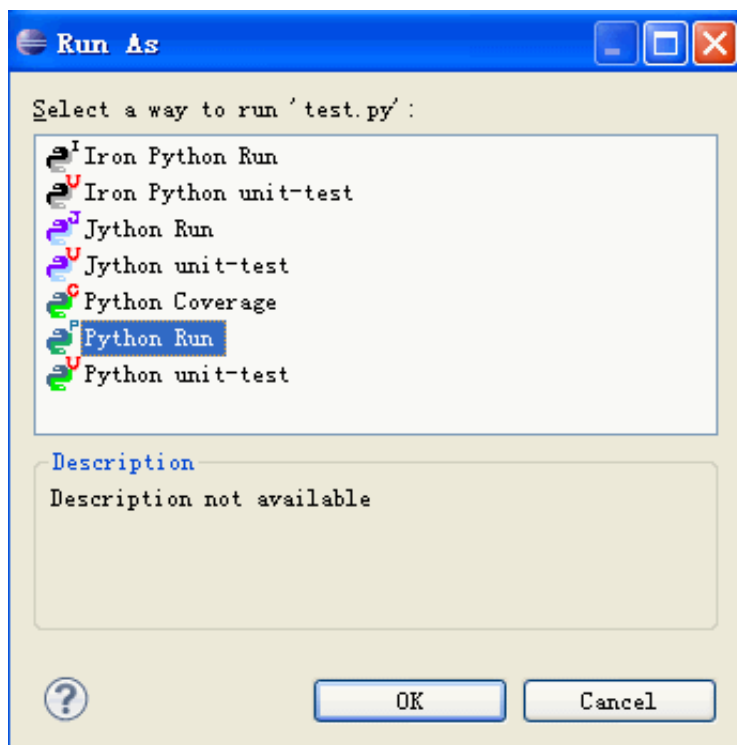 Run As
Select a way to run 'test.py':
Iron Python Run
Iron Python unit-test
Jython Run
Jython unit-test
Python Coverage
Python Run
Python unit-test
Description
Description not available
OK
Cancel